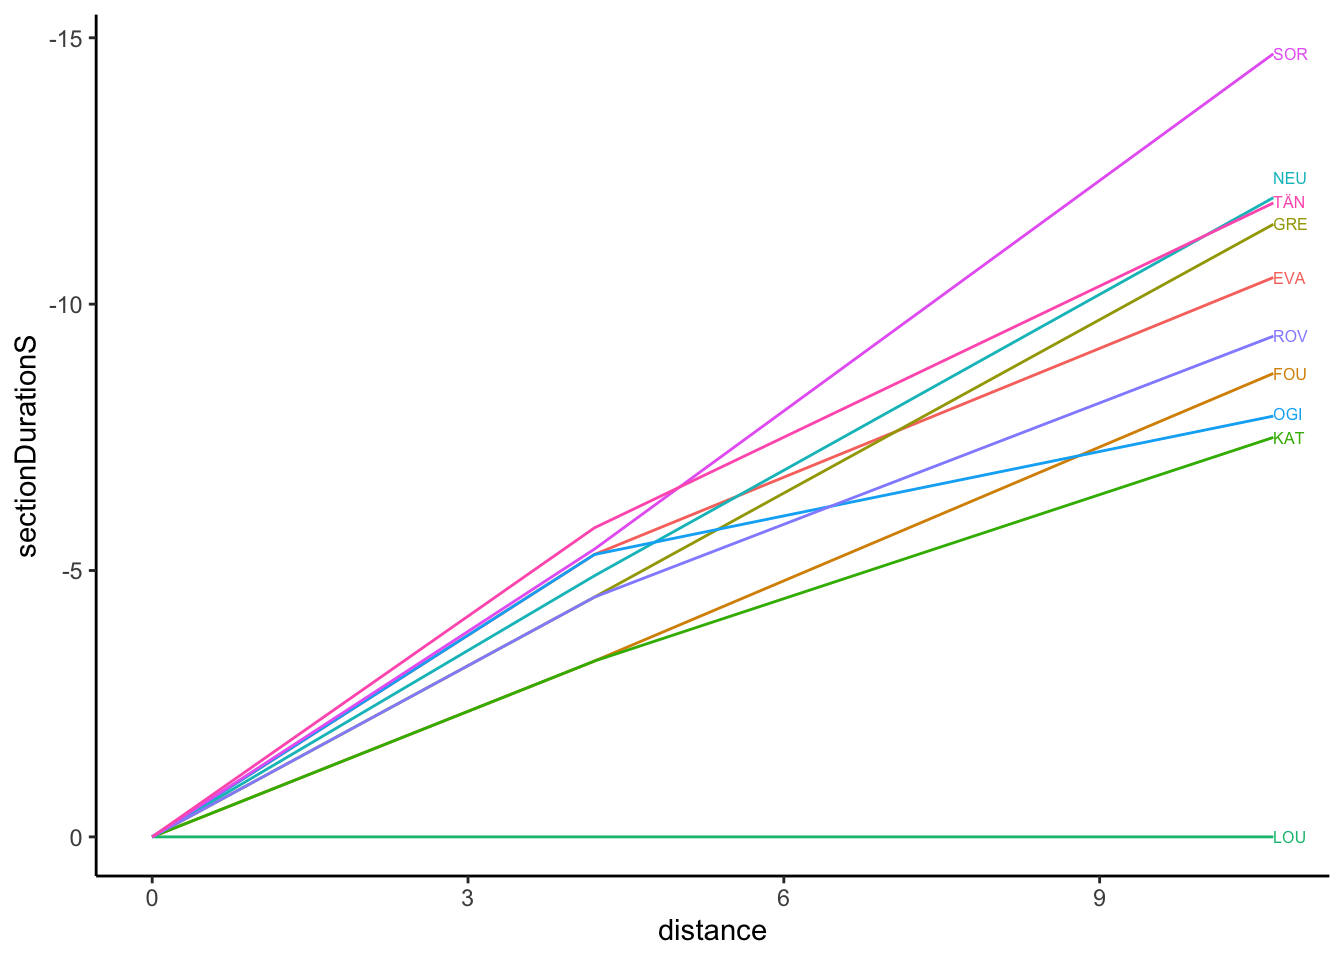 -15
SOR
NEU
TÄN
GRE
EVA
-10
ROV
FOU
OGI
KAT
sectionDurationS
-5
0
LOU
0 3 6 9
distance